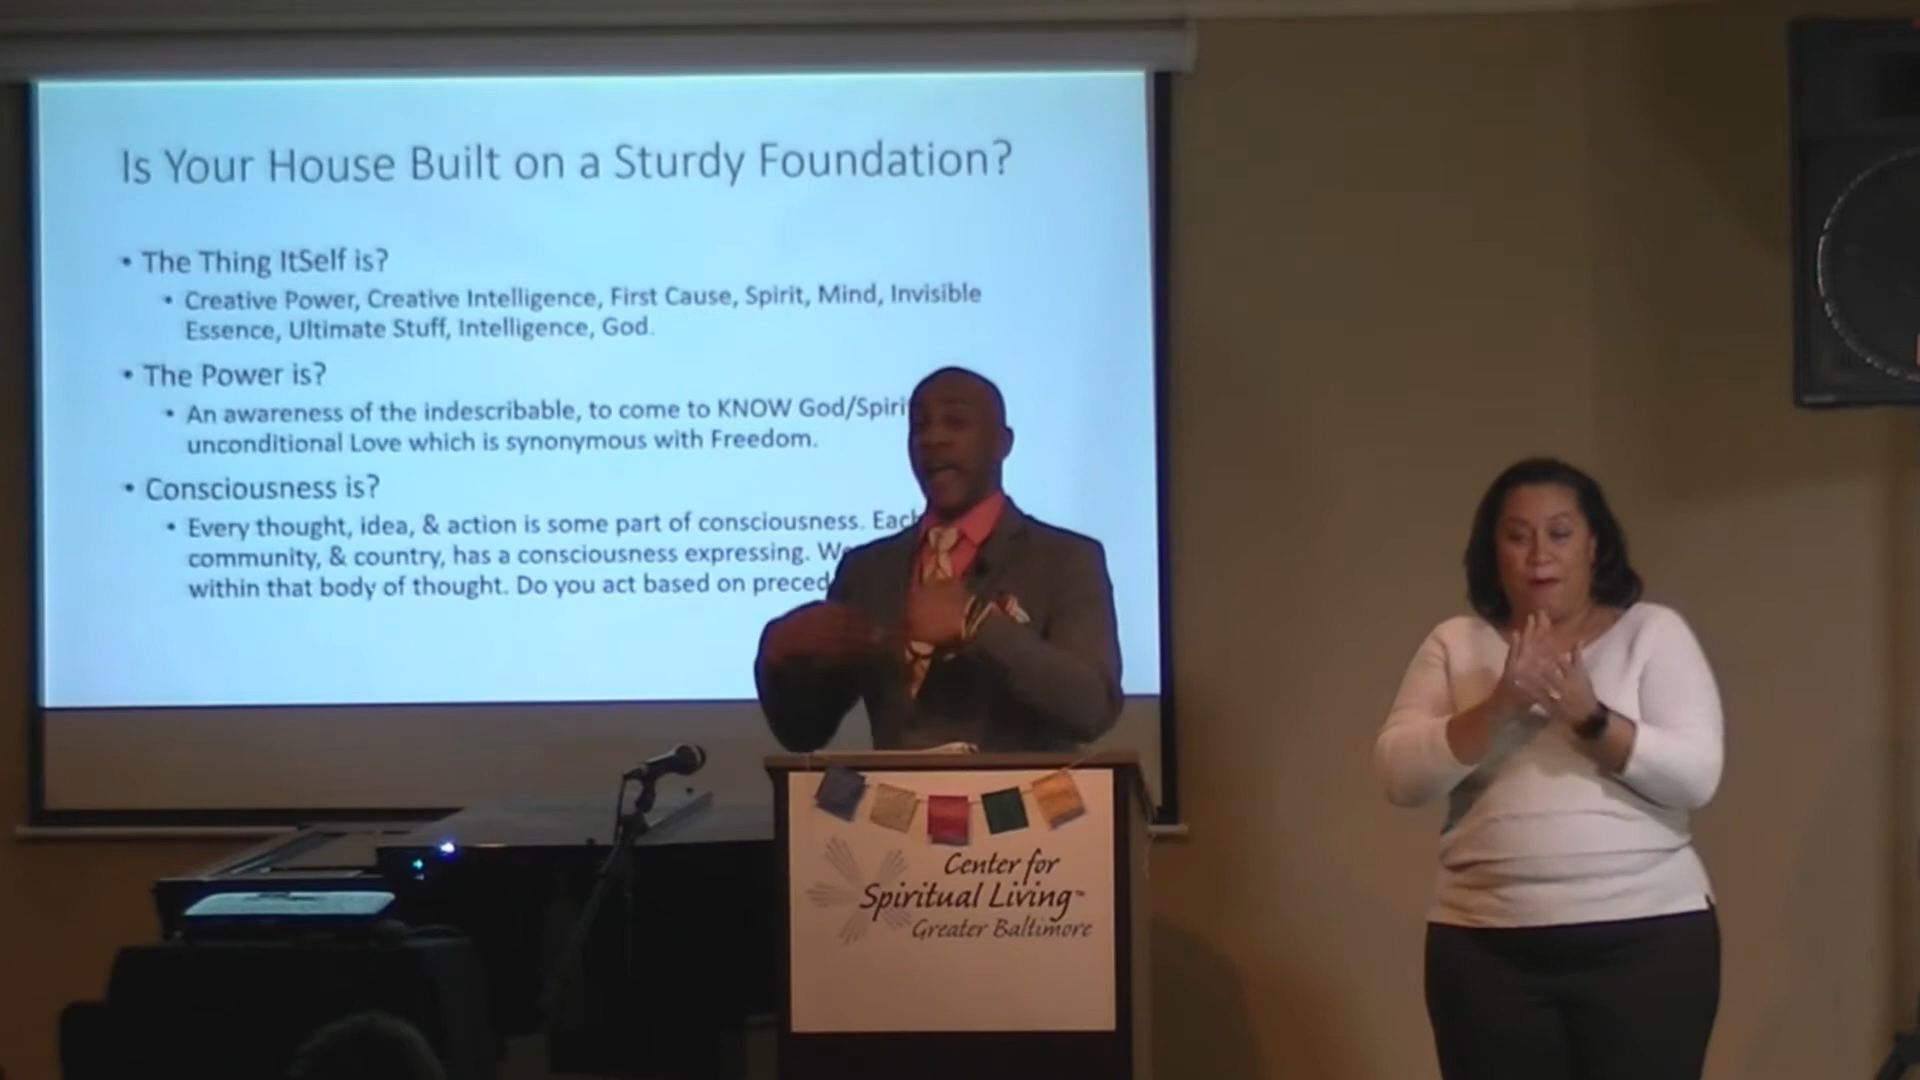 Is Your House Built on a Sturdy Foundation?
• The Thing ItSelf is?
• Creative Power, Creative Intelligence, First Cause, Spirit, Mind, Invisible
Essence, Ultimate Stuff, Intelligence, God.
• The Power is?
• An awareness of the indescribable, to come to KNOW God/Spiri
unconditional Love which is synonymous with Freedom.
• Consciousness is?
• Every thought, idea, & action is some part of consciousness. Each
community, & country, has a consciousness expressing. We
within that body of thought. Do you act based on preced
Center for
Spiritual Living™
Greater Baltimore